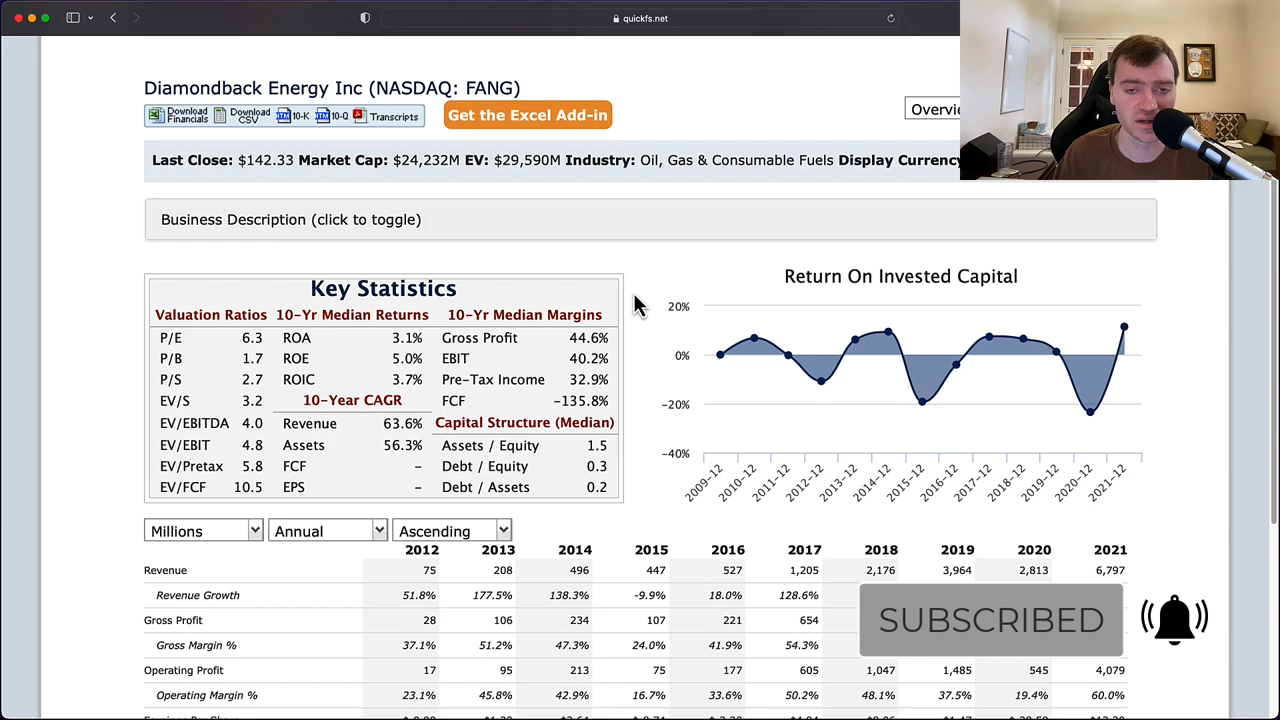 quickfs.net
Diamondback Energy Inc (NASDAQ: FANG)
Download Financials Download CSV 10-K 10-Q Transcripts Get the Excel Add-in
Overvie
Last Close: $142.33 Market Cap: $24,232M EV: $29,590M Industry: Oil, Gas & Consumable Fuels Display Currency
Business Description (click to toggle)
Key Statistics
Valuation Ratios 10-Yr Median Returns 10-Yr Median Margins
P/E 6.3 ROA 3.1% Gross Profit 44.6%
P/B 1.7 ROE 5.0% EBIT 40.2%
P/S 2.7 ROIC 3.7% Pre-Tax Income 32.9%
EV/S 3.2 10-Year CAGR FCF -135.8%
EV/EBITDA 4.0 Revenue 63.6% Capital Structure (Median)
EV/EBIT 4.8 Assets 56.3% Assets / Equity 1.5
EV/Pretax 5.8 FCF – Debt / Equity 0.3
EV/FCF 10.5 EPS – Debt / Assets 0.2
Return On Invested Capital
20%
0%
-20%
-40%
2009-12 2010-12 2011-12 2012-12 2013-12 2014-12 2015-12 2016-12 2017-12 2018-12 2019-12 2020-12 2021-12
Millions Annual Ascending
2012 2013 2014 2015 2016 2017 2018 2019 2020 2021
Revenue 75 208 496 447 527 1,205 2,176 3,964 2,813 6,797
Revenue Growth 51.8% 177.5% 138.3% -9.9% 18.0% 128.6%
Gross Profit 28 106 234 107 221 654
Gross Margin % 37.1% 51.2% 47.3% 24.0% 41.9% 54.3%
Operating Profit 17 95 213 75 177 605 1,047 1,485 545 4,079
Operating Margin % 23.1% 45.8% 42.9% 16.7% 33.6% 50.2% 48.1% 37.5% 19.4% 60.0%
SUBSCRIBED